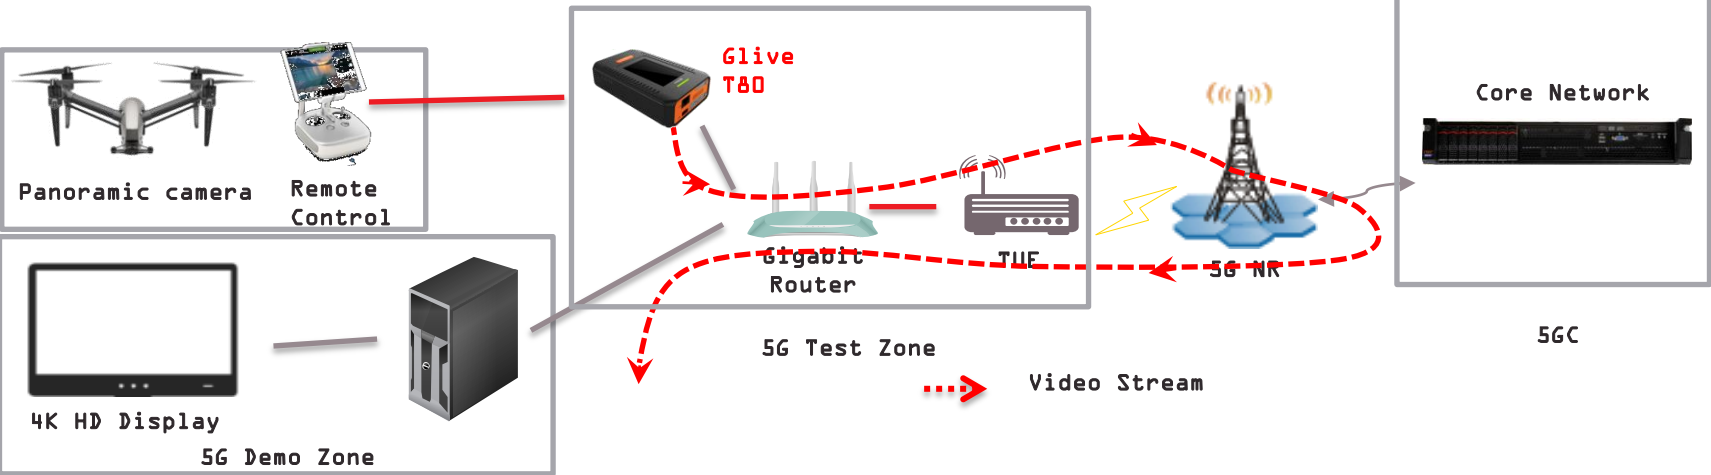 Glive
T80
Core Network
Panoramic camera
Remote
Control
Gigabit
Router
TUE
5G NR
5G Test Zone
5GC
Video Stream
4K HD Display
5G Demo Zone